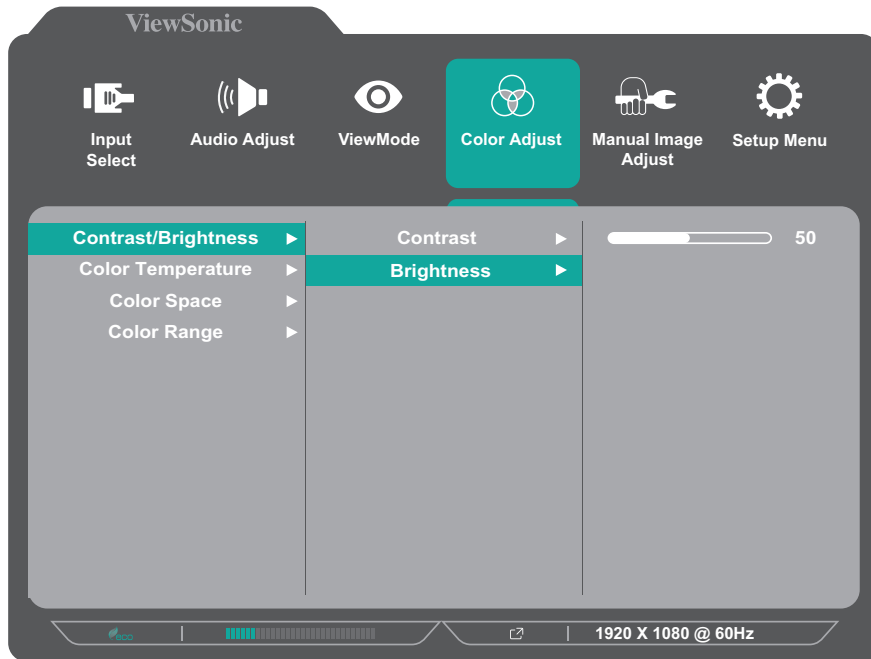 ViewSonic
Input Select
Audio Adjust
ViewMode
Color Adjust
Manual Image Adjust
Setup Menu
Contrast/Brightness
Contrast
50
Color Temperature
Brightness
Color Space
Color Range
eco
1920 X 1080 @ 60Hz